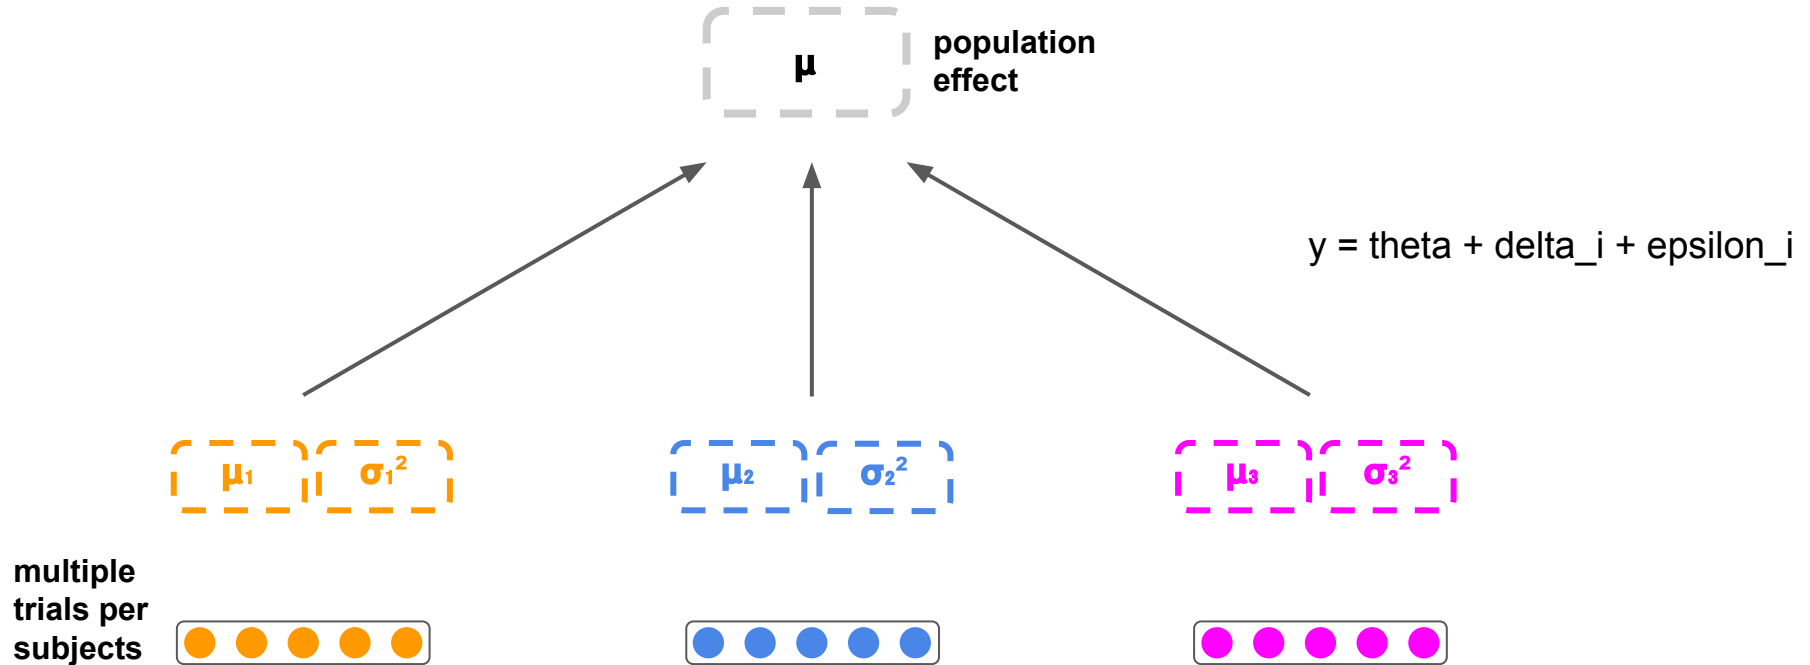 μ
population
effect
y = theta + delta_i + epsilon_i
μ₁ σ₁²
μ₂ σ₂²
μ₃ σ₃²
multiple
trials per
subjects